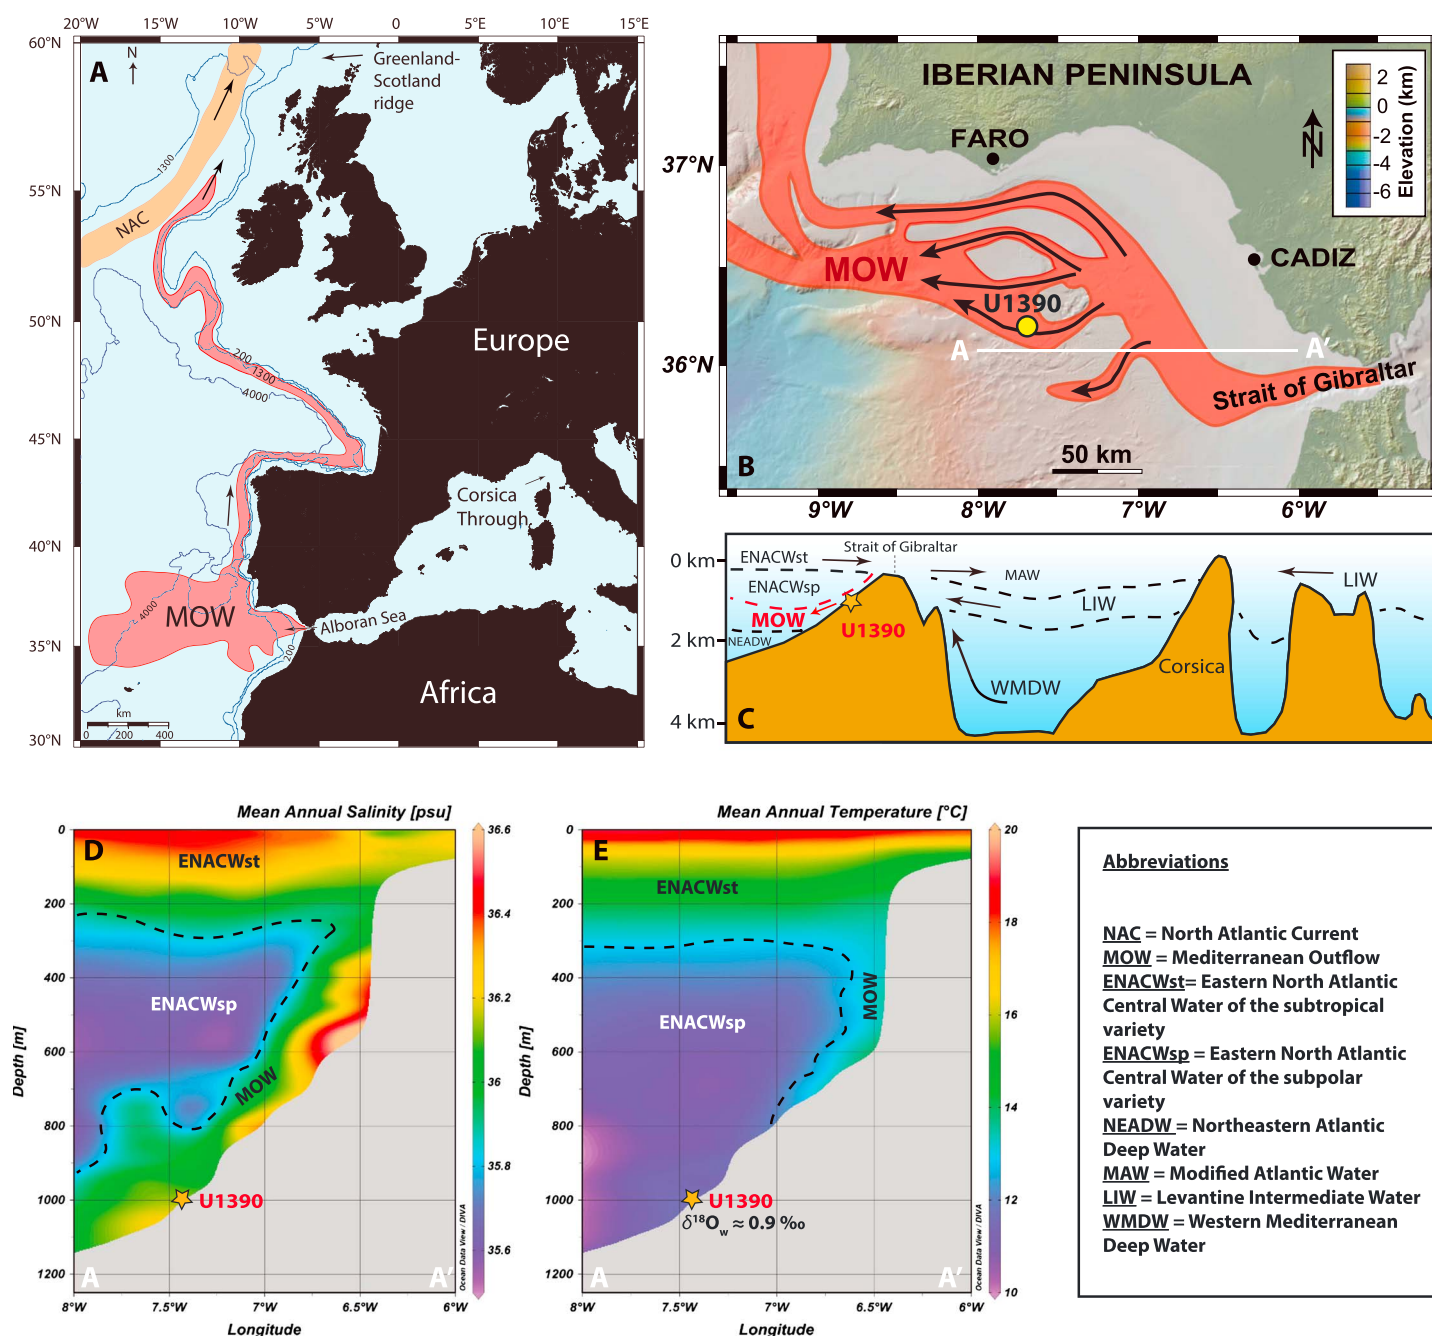 20°W 15°W 10°W 5°W 0 5°E 10°E 15°E
60°N
55°N
50°N
45°N
40°N
35°N
30°N
A
N
Greenland-
Scotland
ridge
1300
NAC
Europe
200
1300
4000
Corsica
Through
4000
MOW
Alboran Sea
200
Africa
km
0 200 400
IBERIAN PENINSULA
FARO
CADIZ
MOW
U1390
A A'
Strait of Gibraltar
50 km
B
N
2
0
-2
-4
-6
Elevation (km)
37°N
36°N
9°W 8°W 7°W 6°W
0 km
2 km
4 km
ENACWst
Strait of Gibraltar
ENACWsp
MOW
U1390
NEADW
MAW
LIW
LIW
WMDW
Corsica
C
Mean Annual Salinity [psu]
D
ENACWst
ENACWsp
MOW
U1390
A A'
0
200
400
600
800
1000
1200
Depth [m]
8°W 7.5°W 7°W 6.5°W 6°W
Longitude
36.6
36.4
36.2
36
35.8
35.6
Ocean Data View / DIVA
Mean Annual Temperature [°C]
E
ENACWst
ENACWsp
MOW
U1390
δ¹⁸Ow ≈ 0.9 ‰
A A'
0
200
400
600
800
1000
1200
Depth [m]
8°W 7.5°W 7°W 6.5°W 6°W
Longitude
20
18
16
14
12
10
Ocean Data View / DIVA
Abbreviations
NAC = North Atlantic Current
MOW = Mediterranean Outflow
ENACWst= Eastern North Atlantic
Central Water of the subtropical
variety
ENACWsp = Eastern North Atlantic
Central Water of the subpolar
variety
NEADW = Northeastern Atlantic
Deep Water
MAW = Modified Atlantic Water
LIW = Levantine Intermediate Water
WMDW = Western Mediterranean
Deep Water